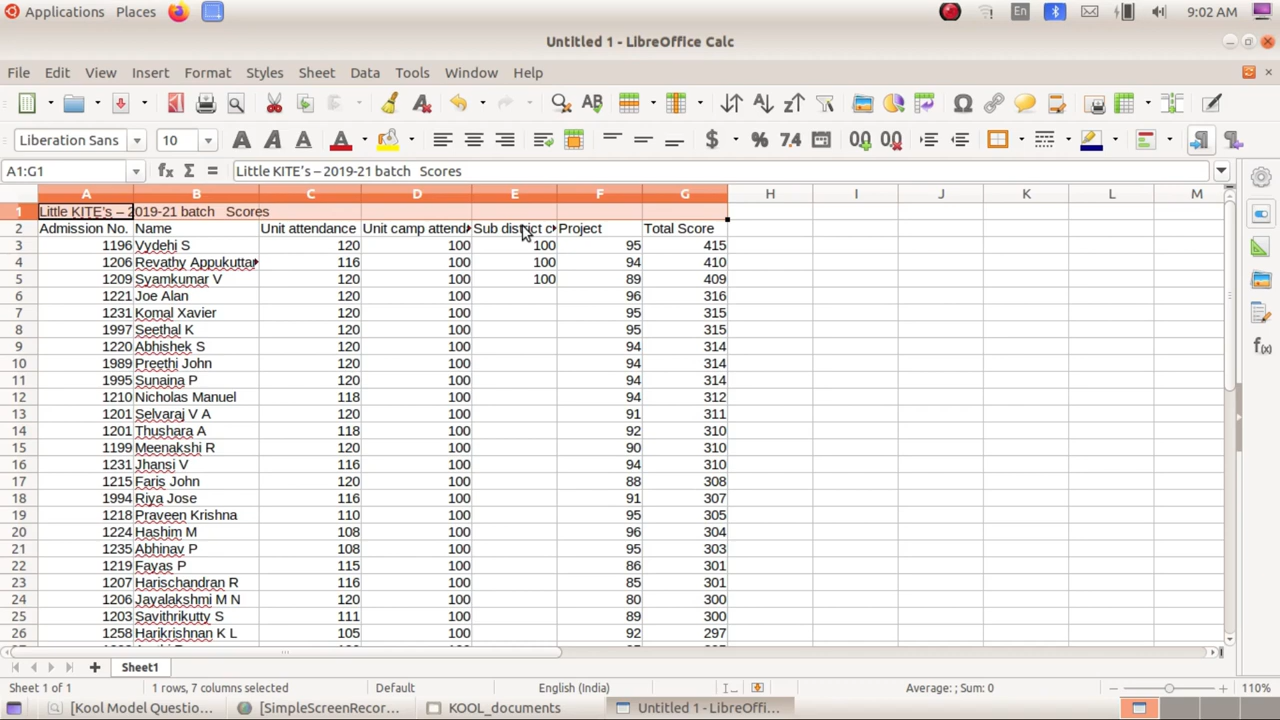 Applications Places En 9:02 AM
Untitled 1 - LibreOffice Calc
File Edit View Insert Format Styles Sheet Data Tools Window Help
Liberation Sans 10
A1:G1 Little KITE's – 2019-21 batch Scores
A B C D E F G H I J K L M
1 Little KITE's – 2019-21 batch Scores
2 Admission No. Name Unit attendance Unit camp attenda Sub district c Project Total Score
3 1196 Vydehi S 120 100 100 95 415
4 1206 Revathy Appukuttar 116 100 100 94 410
5 1209 Syamkumar V 120 100 100 89 409
6 1221 Joe Alan 120 100 96 316
7 1231 Komal Xavier 120 100 95 315
8 1997 Seethal K 120 100 95 315
9 1220 Abhishek S 120 100 94 314
10 1989 Preethi John 120 100 94 314
11 1995 Sunaina P 120 100 94 314
12 1210 Nicholas Manuel 118 100 94 312
13 1201 Selvaraj V A 120 100 91 311
14 1201 Thushara A 118 100 92 310
15 1199 Meenakshi R 120 100 90 310
16 1231 Jhansi V 116 100 94 310
17 1215 Faris John 120 100 88 308
18 1994 Riya Jose 116 100 91 307
19 1218 Praveen Krishna 110 100 95 305
20 1224 Hashim M 108 100 96 304
21 1235 Abhinav P 108 100 95 303
22 1219 Fayas P 115 100 86 301
23 1207 Harischandran R 116 100 85 301
24 1206 Jayalakshmi M N 120 100 80 300
25 1203 Savithrikutty S 111 100 89 300
26 1258 Harikrishnan K L 105 100 92 297
Sheet1
Sheet 1 of 1 1 rows, 7 columns selected Default English (India) Average: ; Sum: 0 110%
[Kool Model Questio... [SimpleScreenRecor... KOOL_documents Untitled 1 - LibreOffi...